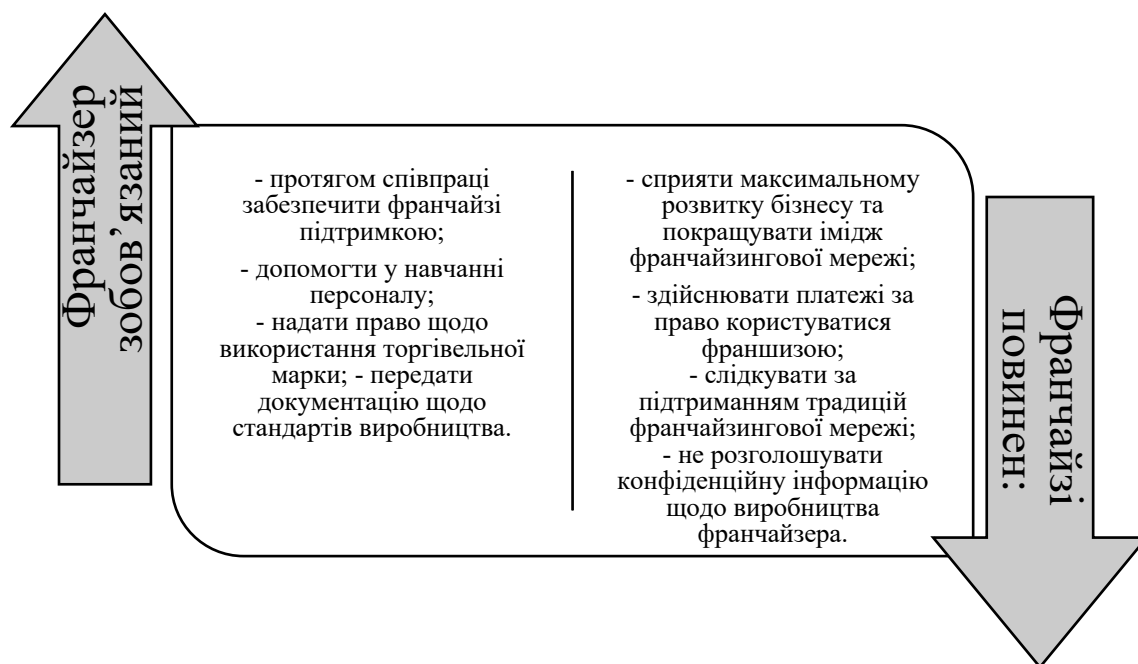 Франчайзер
зобов’язаний
- протягом співпраці
забезпечити франчайзі
підтримкою;
- допомогти у навчанні
персоналу;
- надати право щодо
використання торгівельної
марки; - передати
документацію щодо
стандартів виробництва.
- сприяти максимальному
розвитку бізнесу та
покращувати імідж
франчайзингової мережі;
- здійснювати платежі за
право користуватися
франшизою;
- слідкувати за
підтриманням традицій
франчайзингової мережі;
- не розголошувати
конфіденційну інформацію
щодо виробництва
франчайзера.
Франчайзі
повинен: